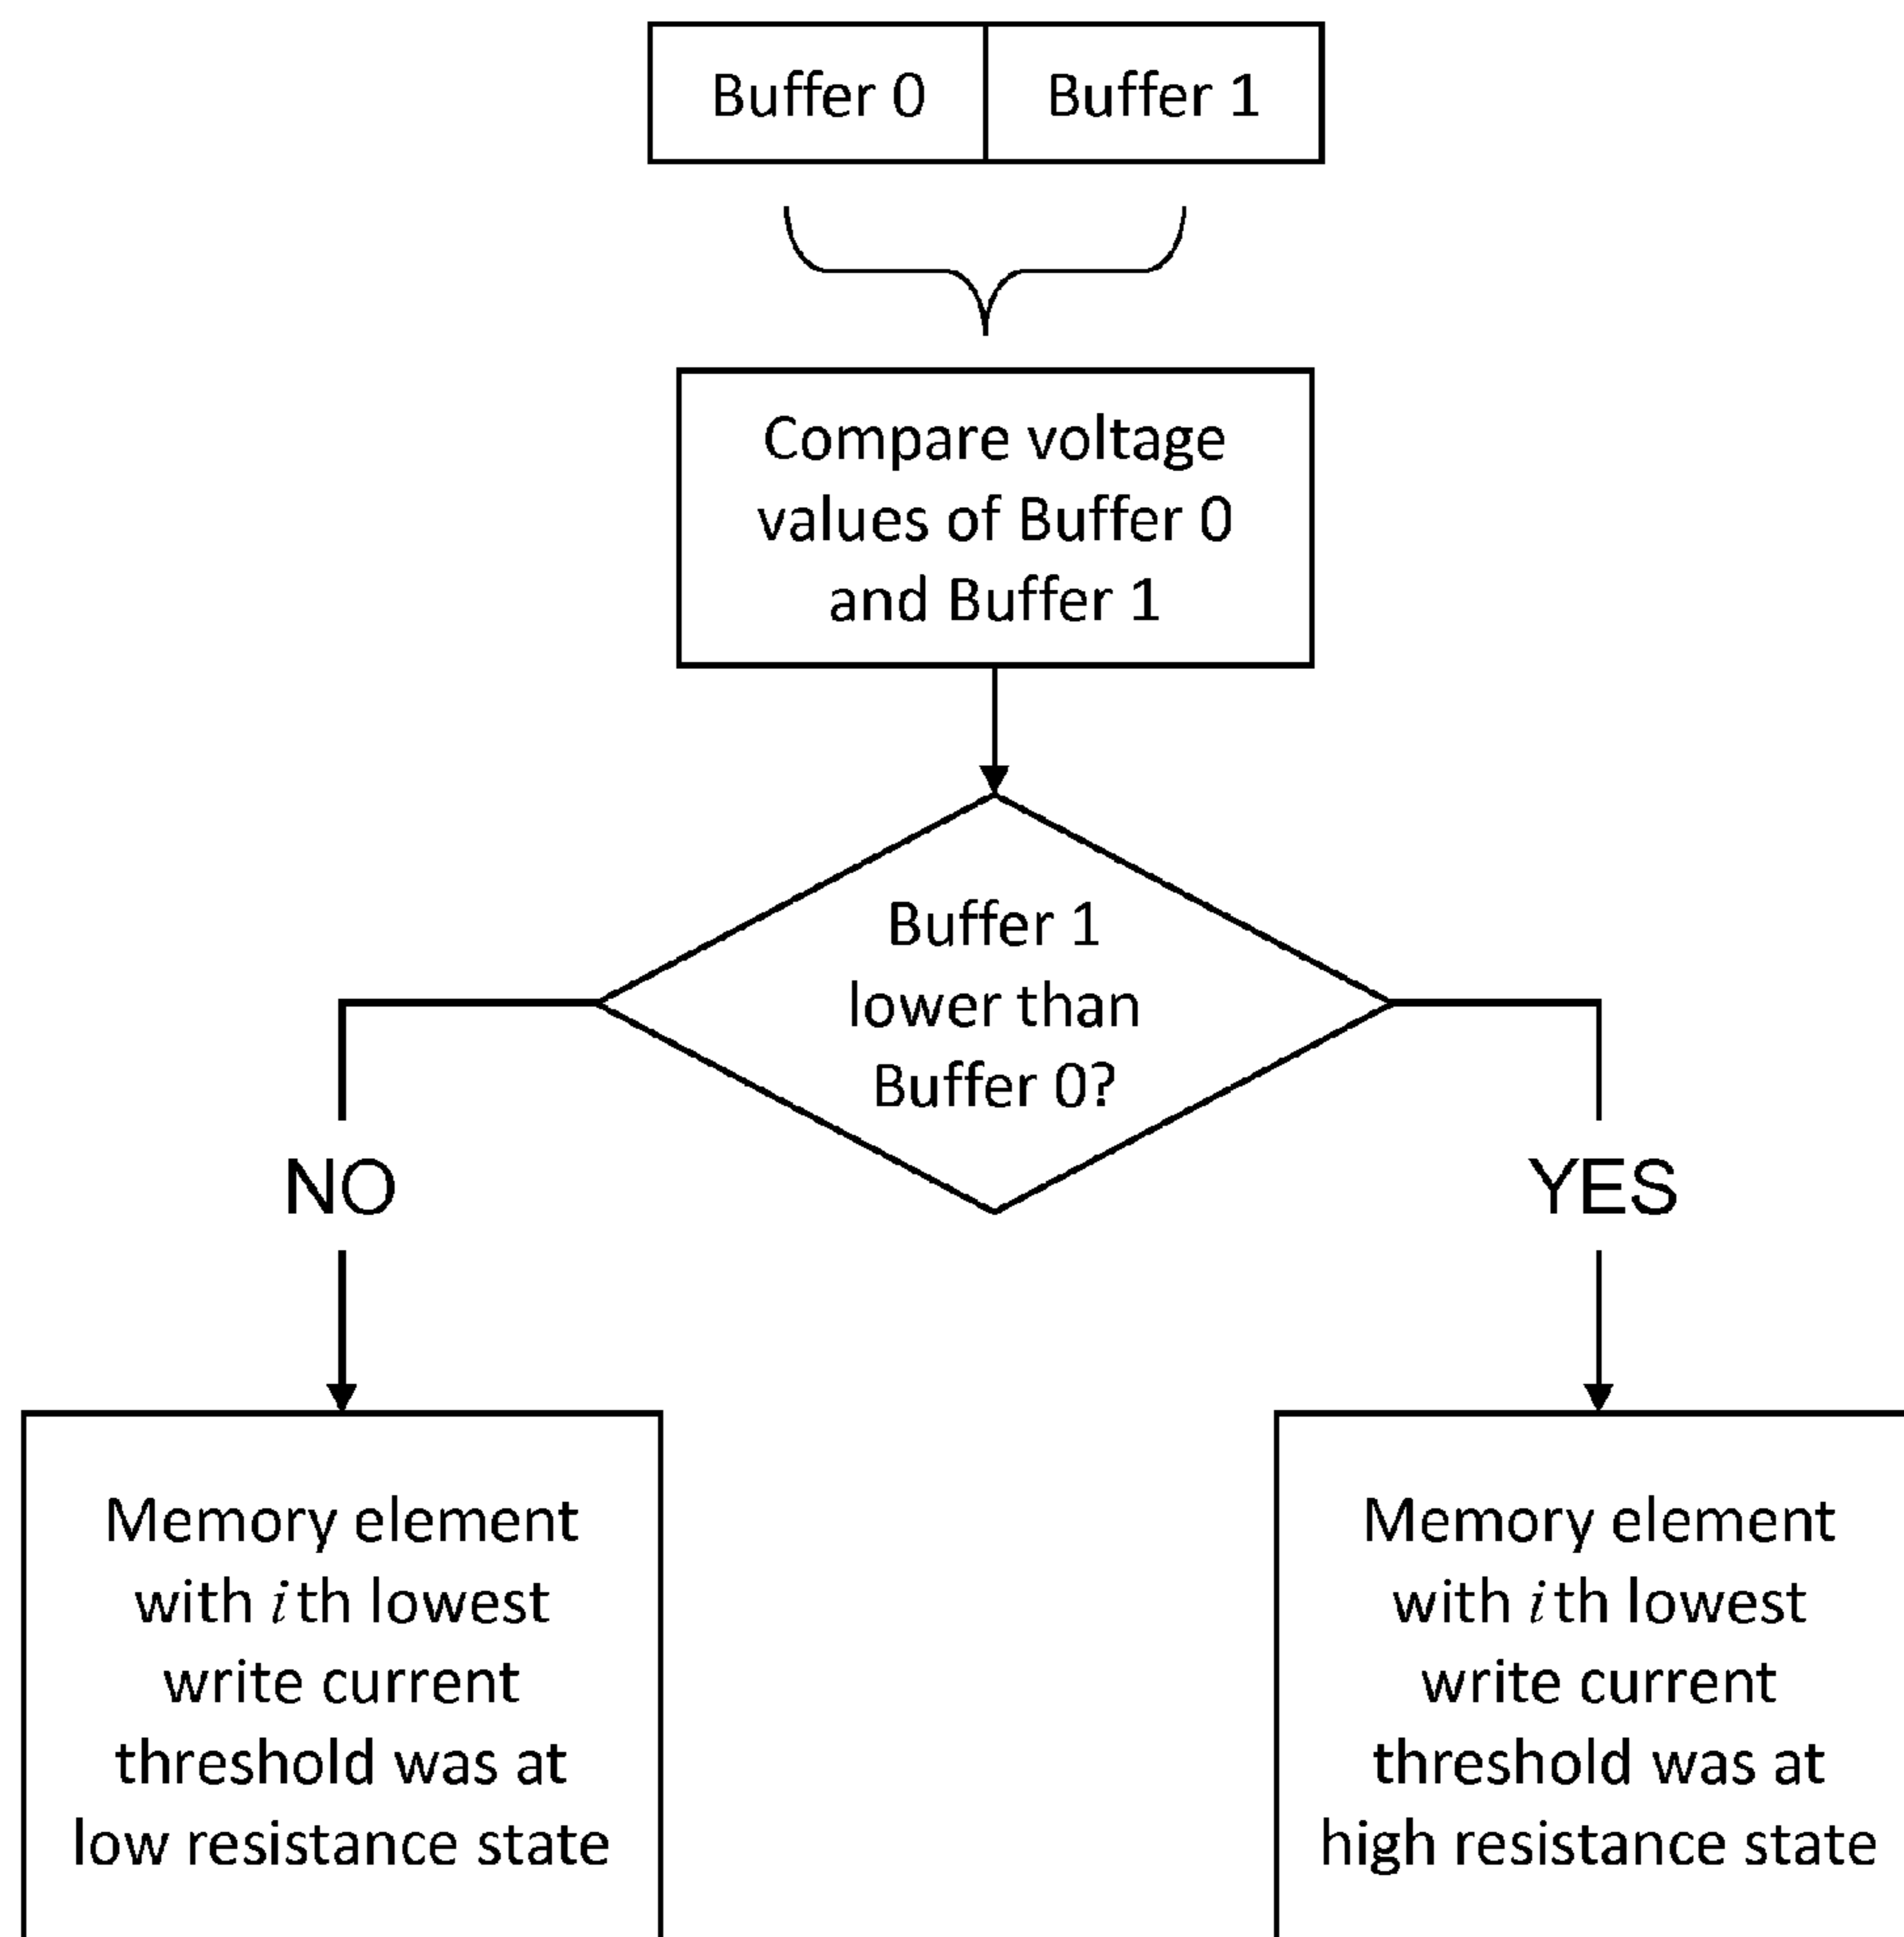 Buffer 0
Buffer 1
Compare voltage
values of Buffer 0
and Buffer 1
Buffer 1
lower than
Buffer 0?
NO
YES
Memory element
with i th lowest
write current
threshold was at
low resistance state
Memory element
with i th lowest
write current
threshold was at
high resistance state